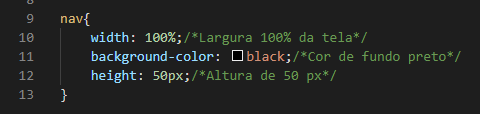 9 nav{
10 width: 100%;/*Largura 100% da tela*/
11 background-color: black;/*Cor de fundo preto*/
12 height: 50px;/*Altura de 50 px*/
13 }